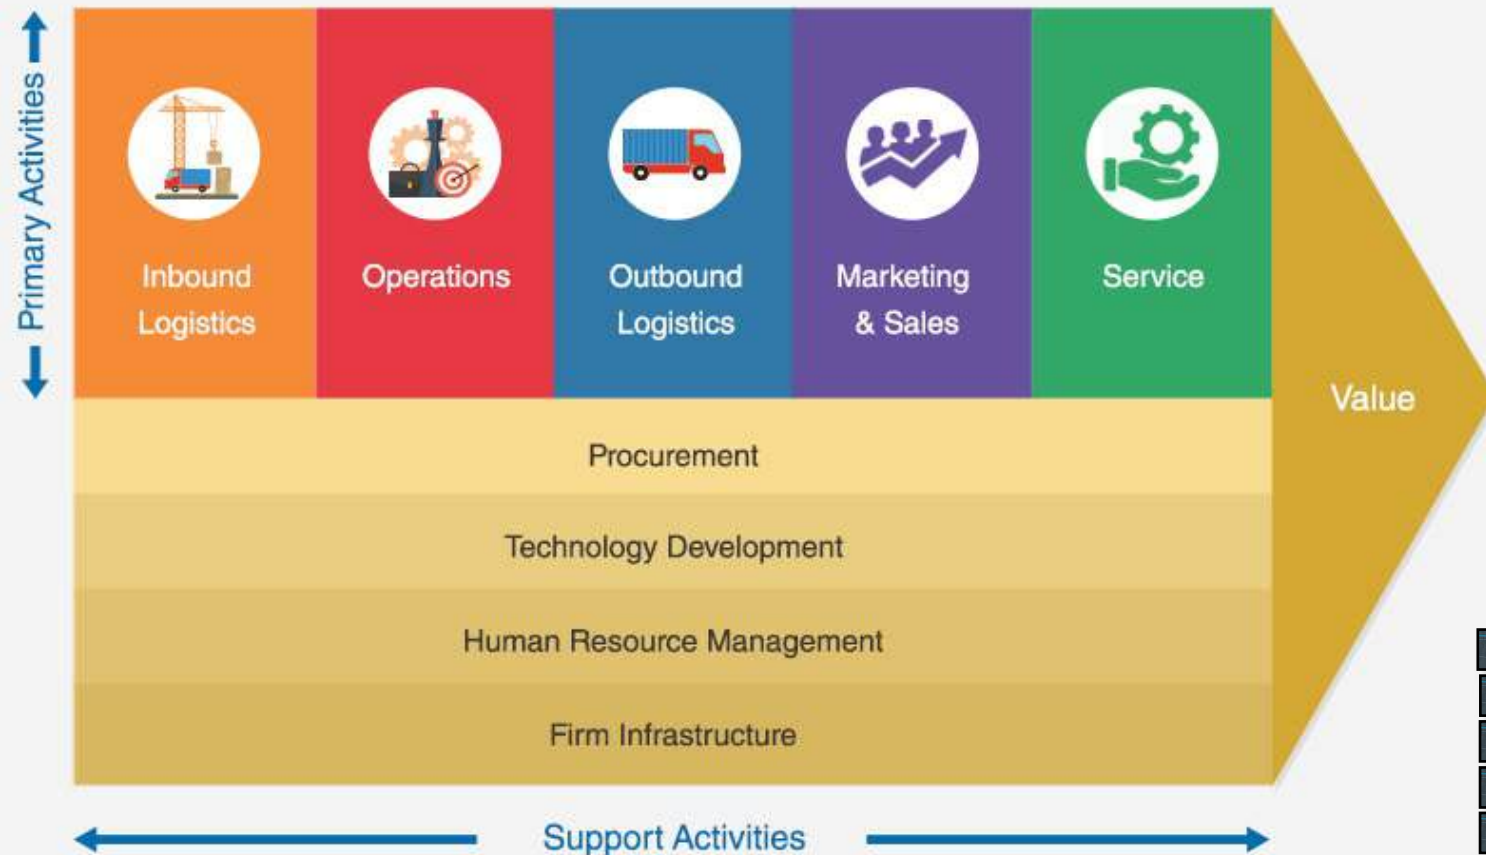 Primary Activities
Inbound
Logistics
Operations
Outbound
Logistics
Marketing
& Sales
Service
Value
Procurement
Technology Development
Human Resource Management
Firm Infrastructure
Support Activities